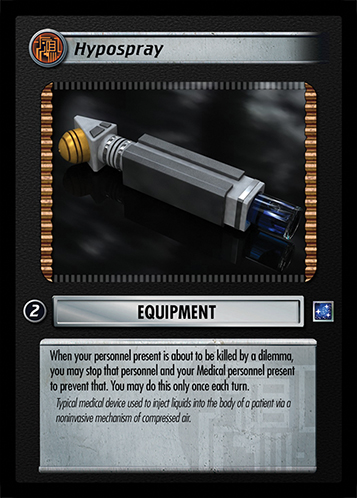 Hypospray
2 EQUIPMENT
When your personnel present is about to be killed by a dilemma,
you may stop that personnel and your Medical personnel present
to prevent that. You may do this only once each turn.
Typical medical device used to inject liquids into the body of a patient via a
noninvasive mechanism of compressed air.